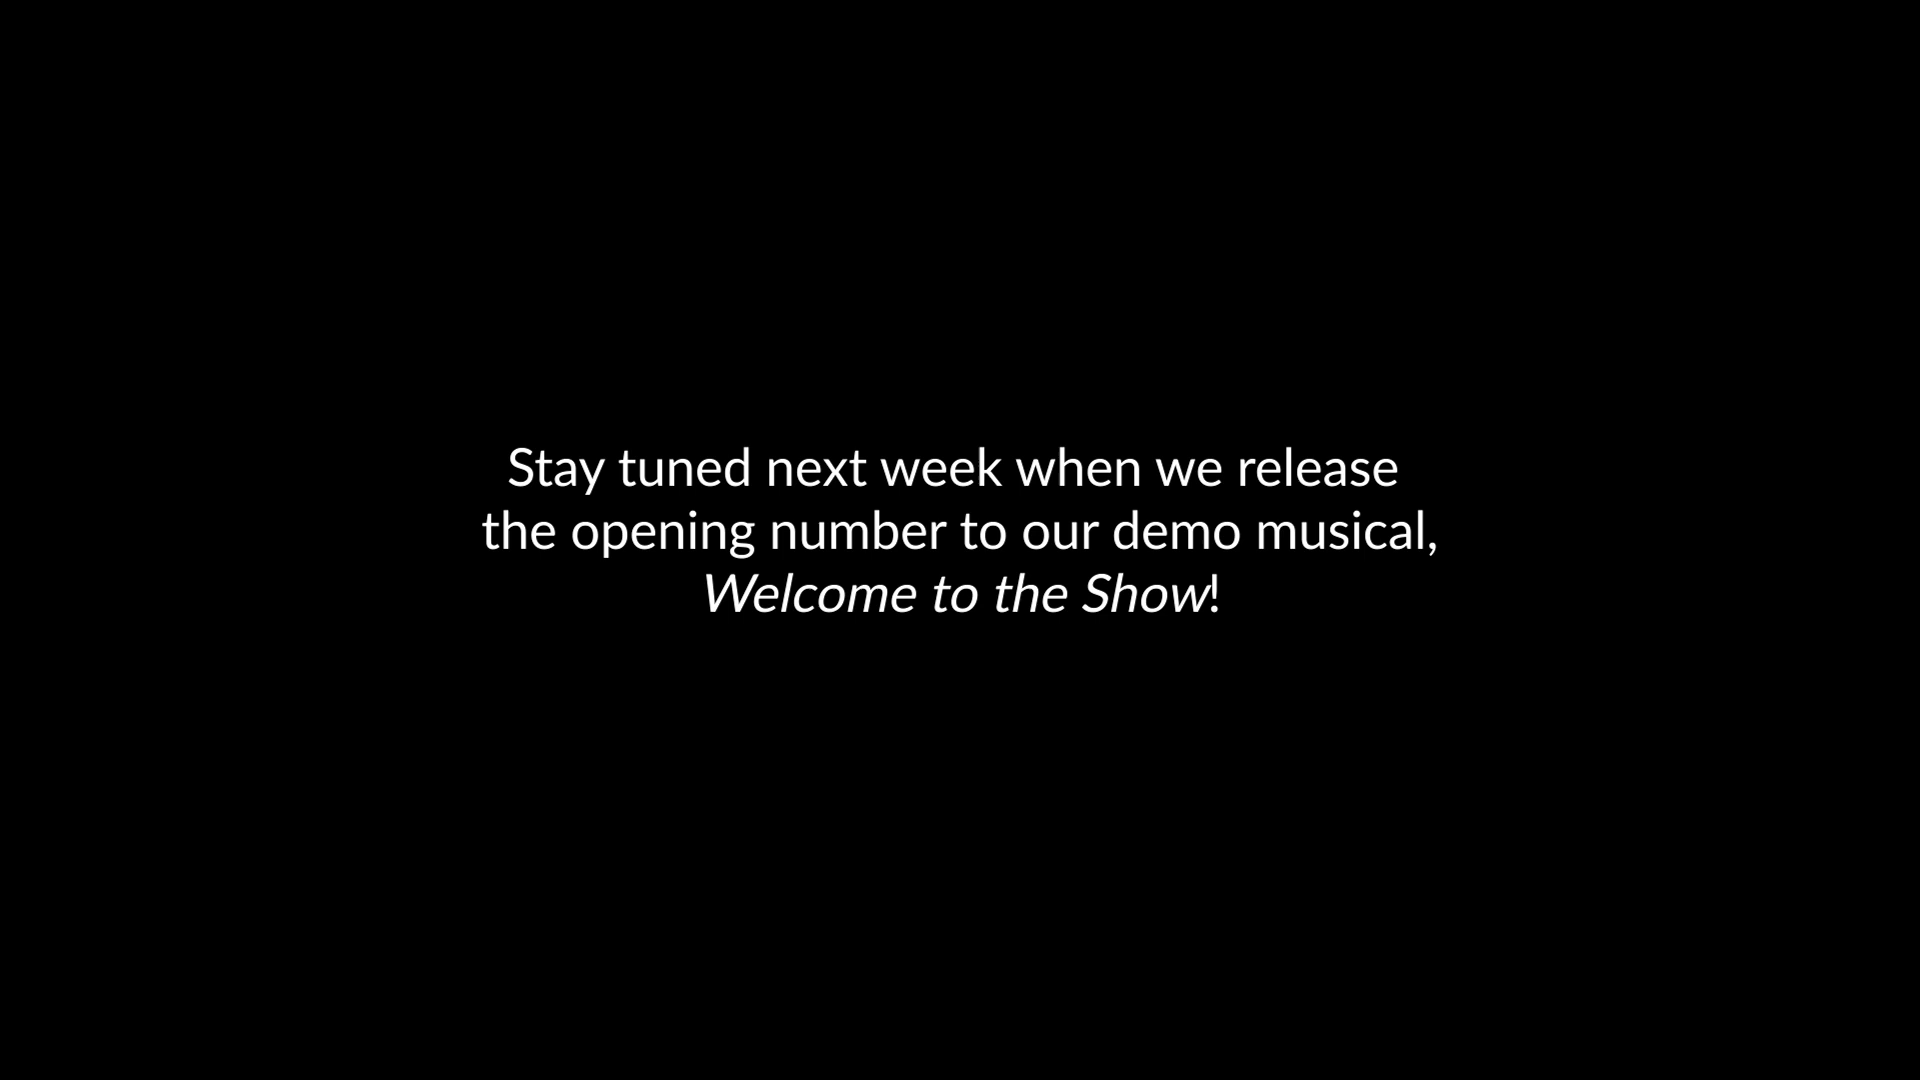 Stay tuned next week when we release
the opening number to our demo musical,
Welcome to the Show!